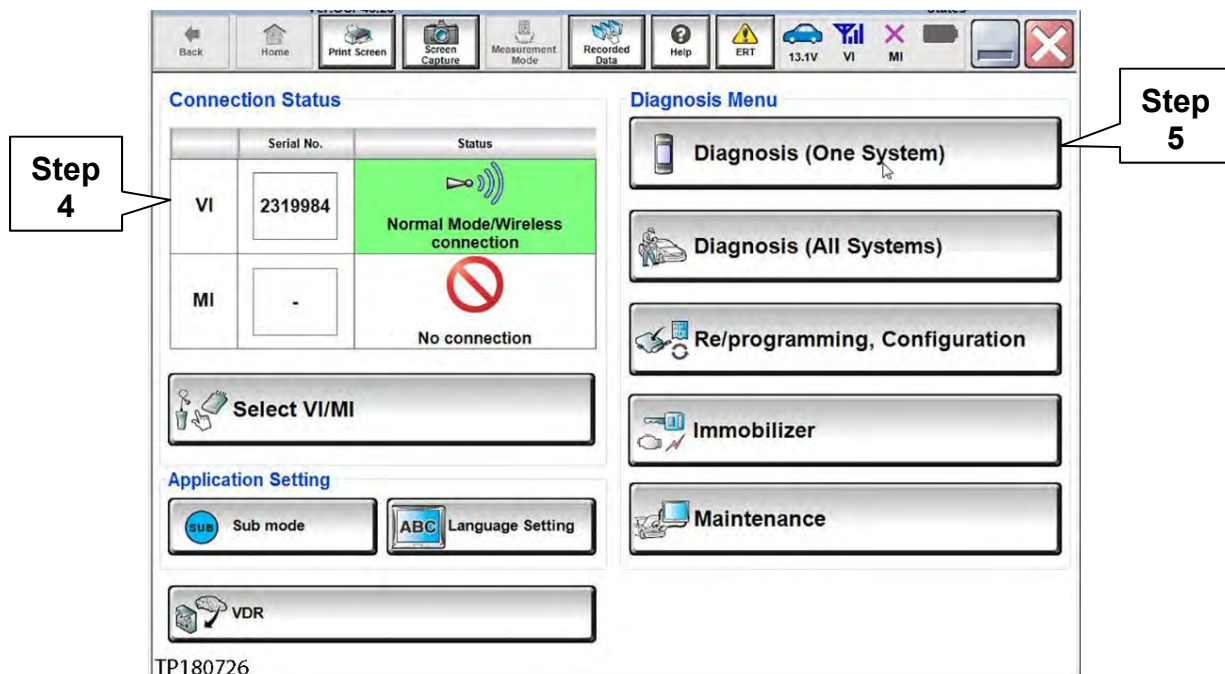 Back
Home
Print Screen
Screen
Capture
Measurement
Mode
Recorded
Data
Help
ERT
13.1V
VI
MI
Connection Status
Serial No.
Status
VI
2319984
Normal Mode/Wireless
connection
MI
-
No connection
Select VI/MI
Application Setting
SUB
Sub mode
ABC
Language Setting
VDR
Diagnosis Menu
Diagnosis (One System)
Diagnosis (All Systems)
Re/programming, Configuration
Immobilizer
Maintenance
Step
4
Step
5
TP180726